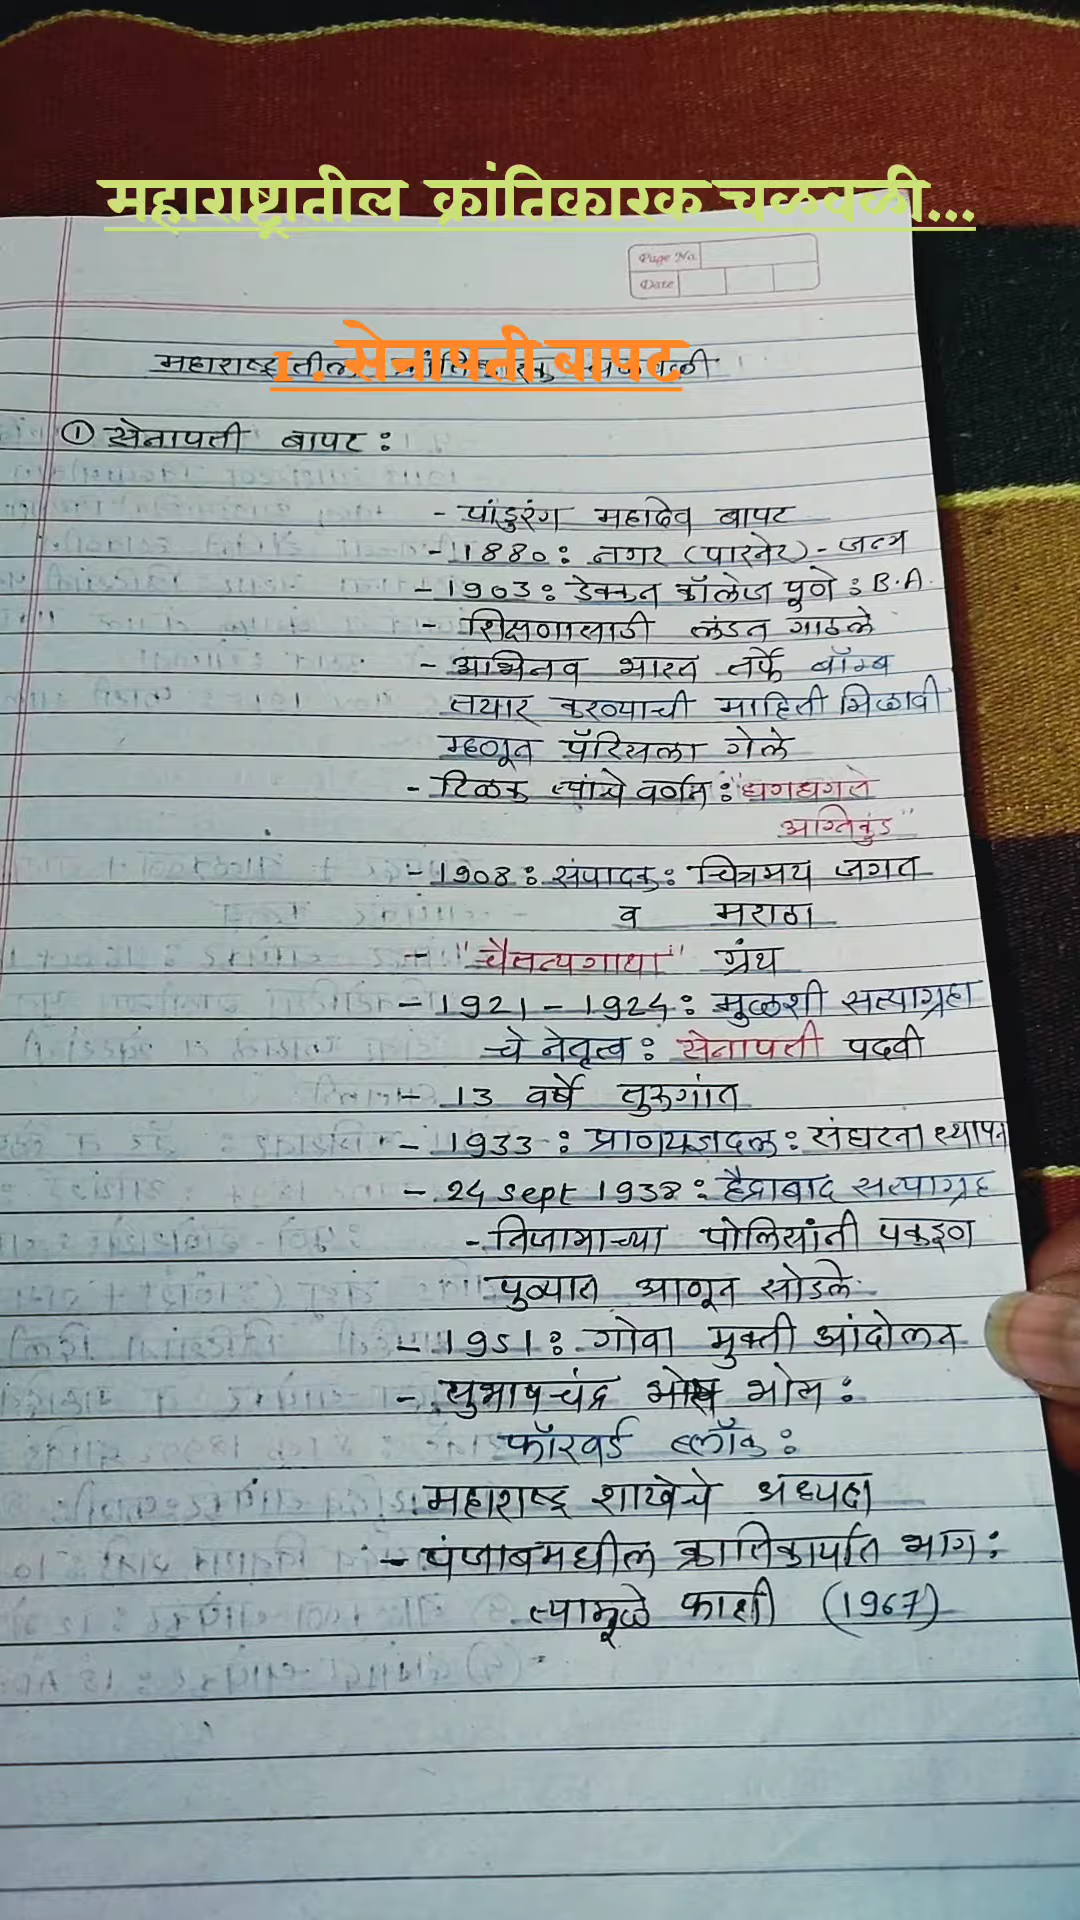 महाराष्ट्रातील क्रांतिकारक चळवळी...
Page No.
Date
1. सेनापती बापट
महाराष्ट्रातील
① सेनापती बापट :
- पांडुरंग महादेव बापट
- 1880 : नगर (पारनेर) - जन्म
- 1903 : डेक्कन कॉलेज पुणे : B.A.
- शिक्षणासाठी लंडन गाठले
- अभिनव भारत तर्फे बॉम्ब
तयार करण्याची माहिती मिळावी
म्हणून पॅरिसला गेले
- टिळक त्यांचे वर्णन : "धगधगते
अग्निकुंड"
- 1908 : संपादक : चित्रमय जगत
व मराठा
- "चैतन्यगाथा" ग्रंथ
- 1921 - 1924 : मुळशी सत्याग्रहा
चे नेतृत्व : सेनापती पदवी
- 13 वर्षे तुरुगांत
- 1933 : प्राणयज्ञदल : संघटना स्थापन
- 24 sept 1938 : हैद्राबाद सत्याग्रह
- निजामाच्या पोलिसांनी पकडून
पुण्यात आणून सोडले
- 1951 : गोवा मुक्ती आंदोलन
- सुभाषचंद्र बोस :
फॉरवर्ड ब्लॉक :
महाराष्ट्र शाखेचे अध्यक्ष
- पंजाबमधील क्रातिकार्यात भाग :
त्यामूळे फाशी (1967)